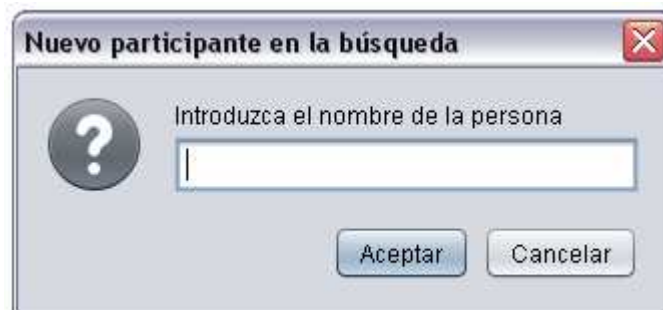 Nuevo participante en la búsqueda
Introduzca el nombre de la persona
Aceptar Cancelar